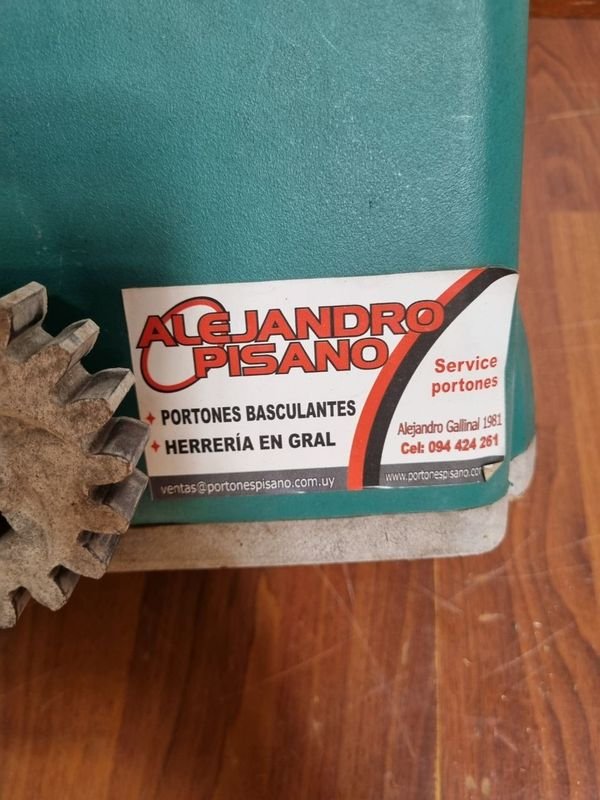 ALEJANDRO
PISANO
Service
portones
PORTONES BASCULANTES
HERRERÍA EN GRAL
Alejandro Gallinal 1981
Cel: 094 424 261
ventas@portonespisano.com.uy
www.portonespisano.com